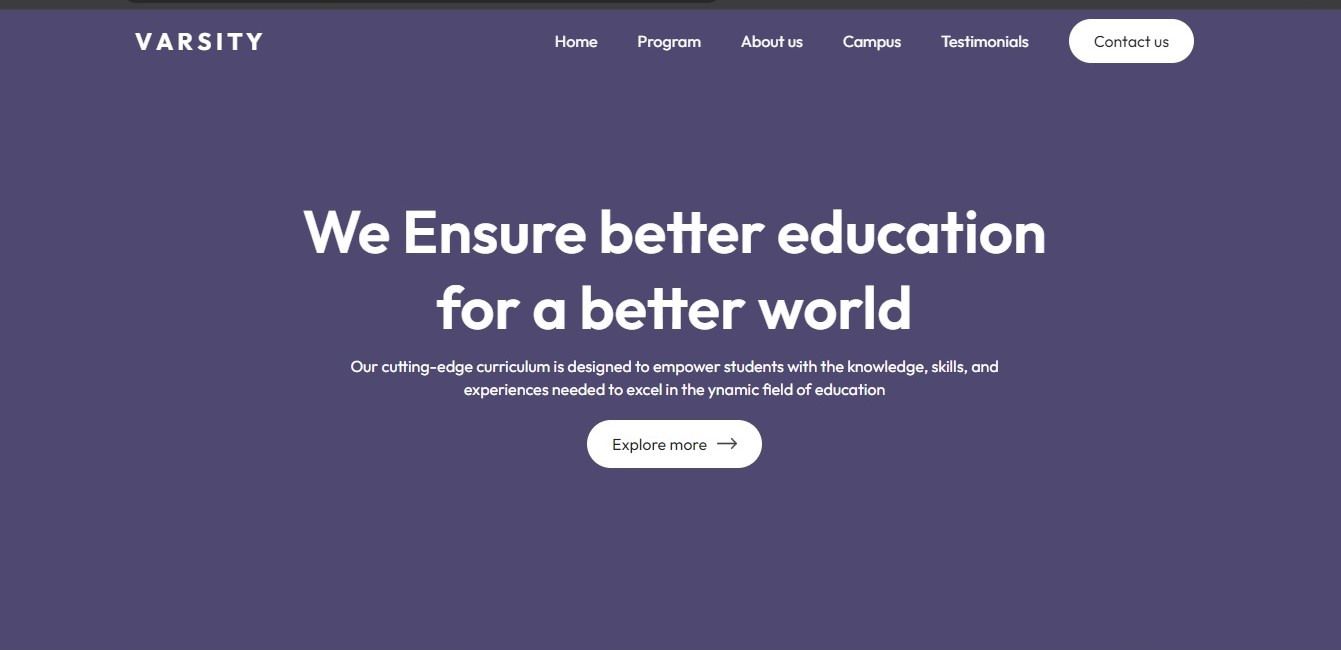 VARSITY
Home Program About us Campus Testimonials Contact us
We Ensure better education
for a better world
Our cutting-edge curriculum is designed to empower students with the knowledge, skills, and
experiences needed to excel in the ynamic field of education
Explore more